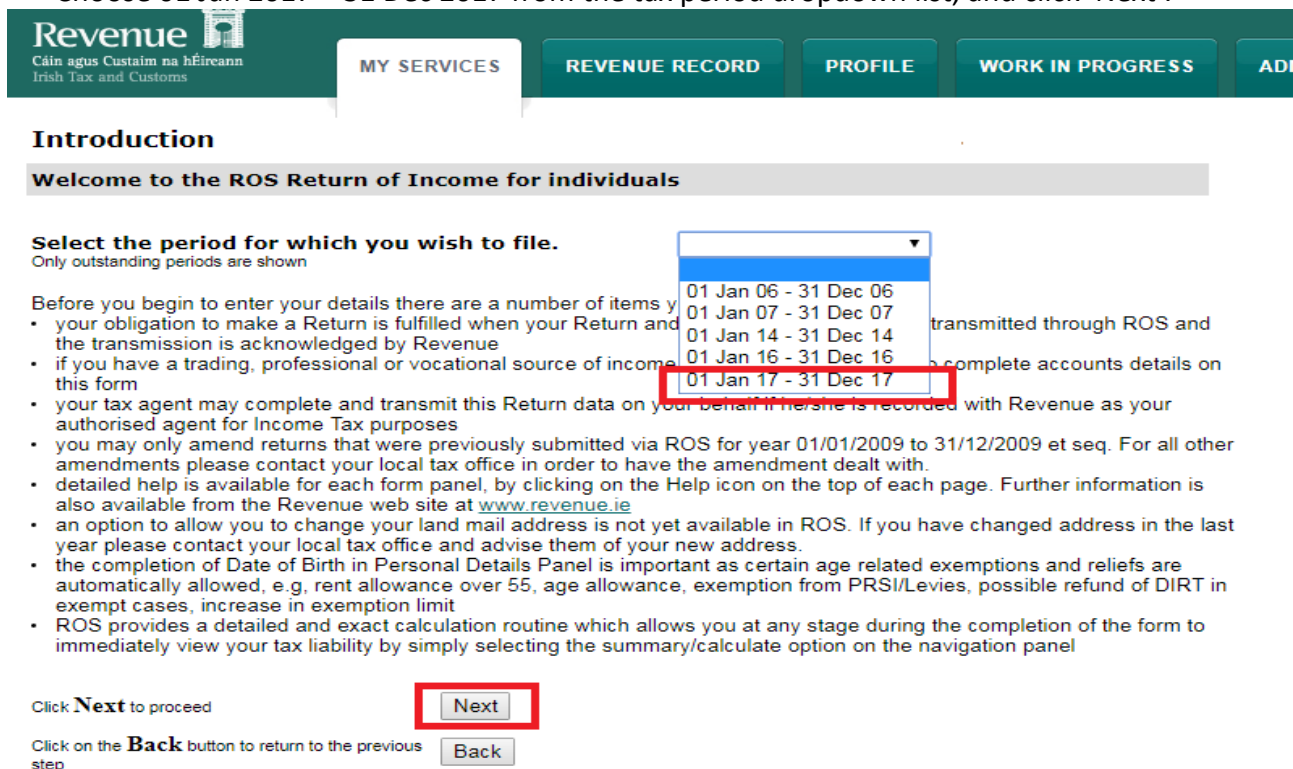 Revenue
Cáin agus Custaim na hÉireann
Irish Tax and Customs
MY SERVICES
REVENUE RECORD
PROFILE
WORK IN PROGRESS
Introduction
Welcome to the ROS Return of Income for individuals
Select the period for which you wish to file.
Only outstanding periods are shown
01 Jan 06 - 31 Dec 06
01 Jan 07 - 31 Dec 07
01 Jan 14 - 31 Dec 14
01 Jan 16 - 31 Dec 16
01 Jan 17 - 31 Dec 17
Before you begin to enter your details there are a number of items
• your obligation to make a Return is fulfilled when your Return and transmitted through ROS and
the transmission is acknowledged by Revenue
• if you have a trading, professional or vocational source of income complete accounts details on
this form
• your tax agent may complete and transmit this Return data on your behalf if he/she is recorded with Revenue as your
authorised agent for Income Tax purposes
• you may only amend returns that were previously submitted via ROS for year 01/01/2009 to 31/12/2009 et seq. For all other
amendments please contact your local tax office in order to have the amendment dealt with.
• detailed help is available for each form panel, by clicking on the Help icon on the top of each page. Further information is
also available from the Revenue web site at www.revenue.ie
• an option to allow you to change your land mail address is not yet available in ROS. If you have changed address in the last
year please contact your local tax office and advise them of your new address.
• the completion of Date of Birth in Personal Details Panel is important as certain age related exemptions and reliefs are
automatically allowed, e.g, rent allowance over 55, age allowance, exemption from PRSI/Levies, possible refund of DIRT in
exempt cases, increase in exemption limit
• ROS provides a detailed and exact calculation routine which allows you at any stage during the completion of the form to
immediately view your tax liability by simply selecting the summary/calculate option on the navigation panel
Click Next to proceed
Next
Click on the Back button to return to the previous
step
Back